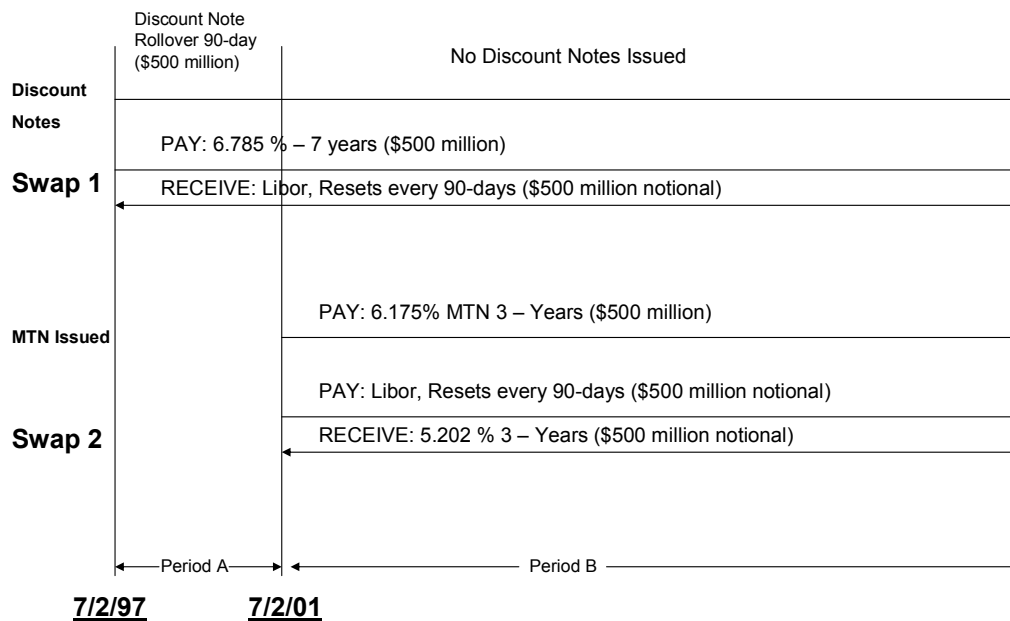 Discount Note
Rollover 90-day
($500 million)
No Discount Notes Issued
Discount
Notes
PAY: 6.785 % – 7 years ($500 million)
Swap 1
RECEIVE: Libor, Resets every 90-days ($500 million notional)
PAY: 6.175% MTN 3 – Years ($500 million)
MTN Issued
PAY: Libor, Resets every 90-days ($500 million notional)
Swap 2
RECEIVE: 5.202 % 3 – Years ($500 million notional)
Period A
Period B
7/2/97
7/2/01